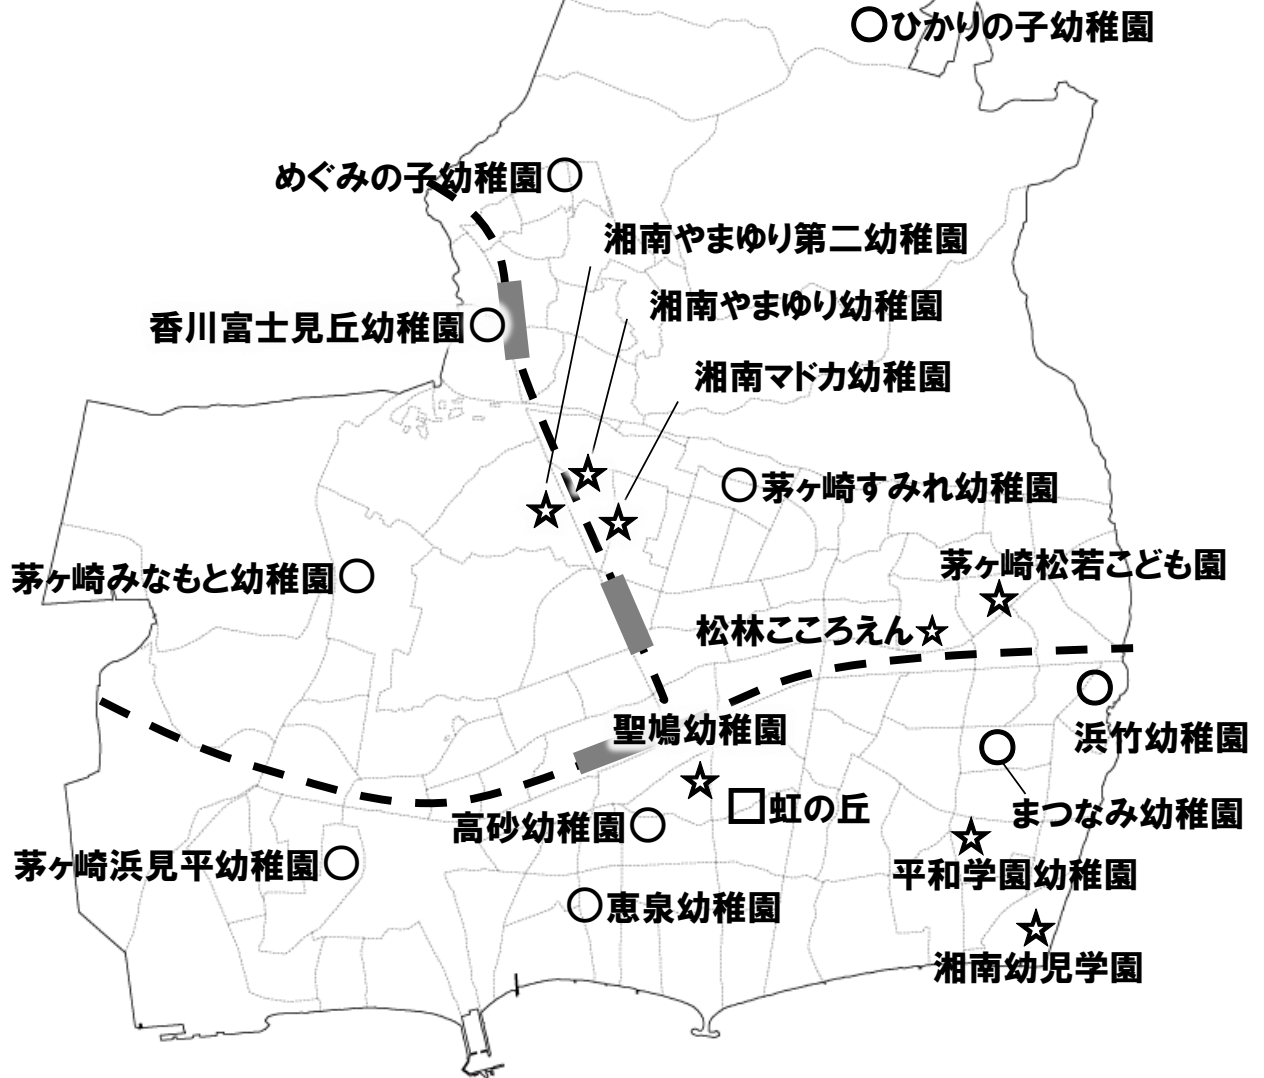 ○ひかりの子幼稚園
めぐみの子幼稚園○
湘南やまゆり第二幼稚園
湘南やまゆり幼稚園
香川富士見丘幼稚園○
湘南マドカ幼稚園
○茅ヶ崎すみれ幼稚園
茅ヶ崎松若こども園
茅ヶ崎みなもと幼稚園○
松林こころえん☆
聖鳩幼稚園
浜竹幼稚園
□虹の丘
まつなみ幼稚園
高砂幼稚園○
茅ヶ崎浜見平幼稚園○
平和学園幼稚園
○恵泉幼稚園
湘南幼児学園